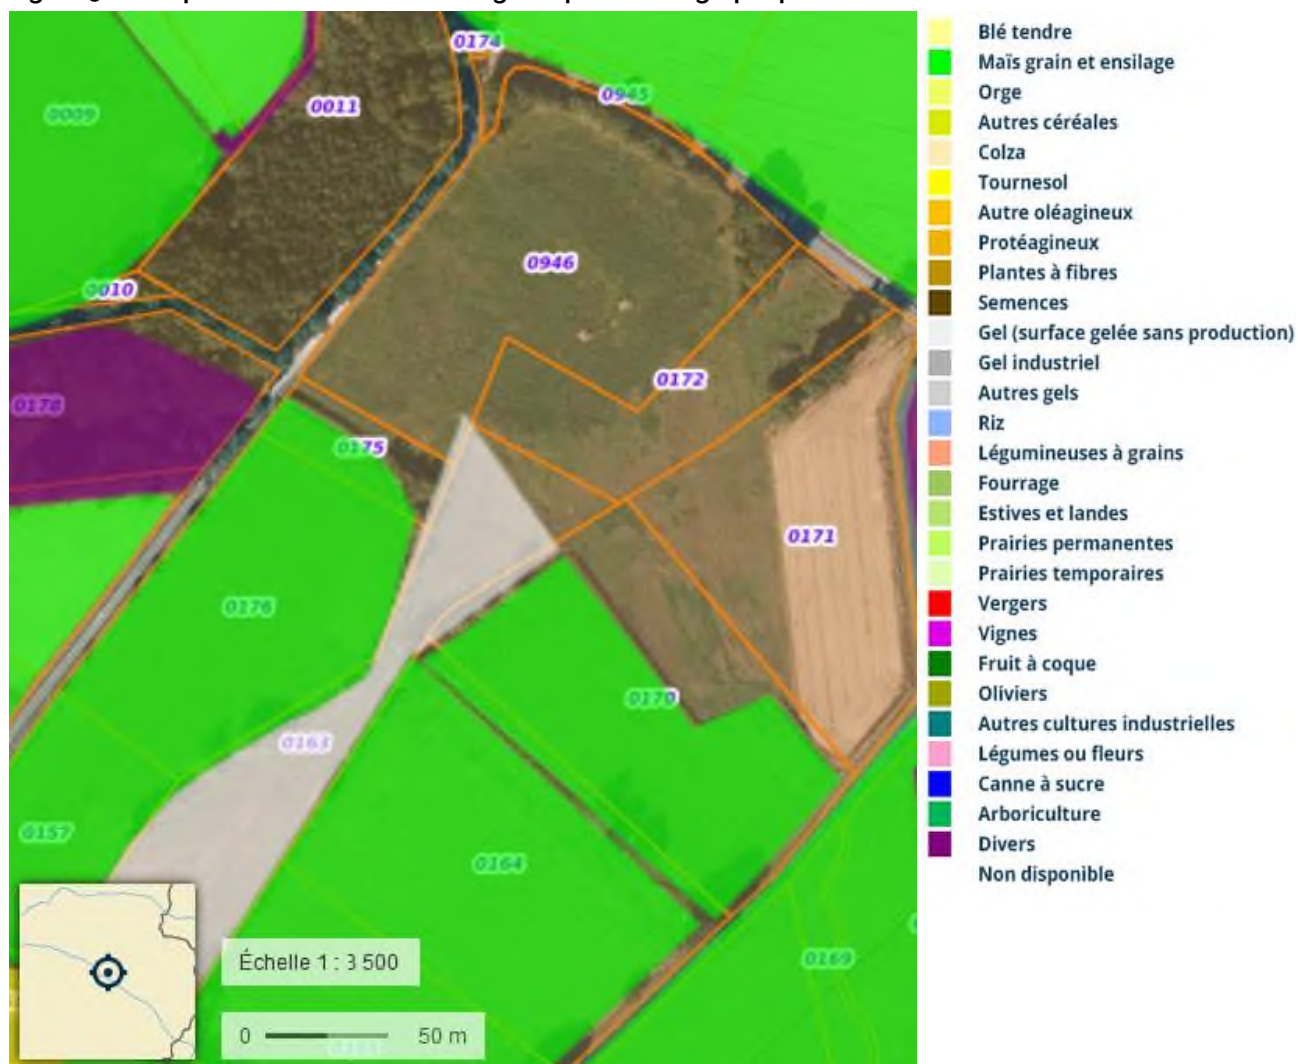 0174
0945
0011
0009
0946
0010
0172
0178
0175
0171
0176
0170
0163
0157
0164
0169
Échelle 1 : 3 500
0 50 m
Blé tendre
Maïs grain et ensilage
Orge
Autres céréales
Colza
Tournesol
Autre oléagineux
Protéagineux
Plantes à fibres
Semences
Gel (surface gelée sans production)
Gel industriel
Autres gels
Riz
Légumineuses à grains
Fourrage
Estives et landes
Prairies permanentes
Prairies temporaires
Vergers
Vignes
Fruit à coque
Oliviers
Autres cultures industrielles
Légumes ou fleurs
Canne à sucre
Arboriculture
Divers
Non disponible